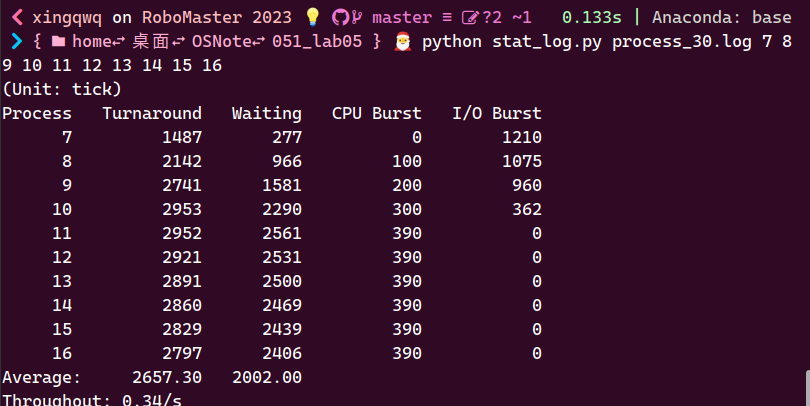 xingqwq on RoboMaster 2023 💡 master ≡ ?2 ~1 0.133s | Anaconda: base
{ home↩ 桌面↩ OSNote↩ 051_lab05 } 🎅 python stat_log.py process_30.log 7 8
9 10 11 12 13 14 15 16
(Unit: tick)
Process Turnaround Waiting CPU Burst I/O Burst
7 1487 277 0 1210
8 2142 966 100 1075
9 2741 1581 200 960
10 2953 2290 300 362
11 2952 2561 390 0
12 2921 2531 390 0
13 2891 2500 390 0
14 2860 2469 390 0
15 2829 2439 390 0
16 2797 2406 390 0
Average: 2657.30 2002.00
Throughout: 0.34/s